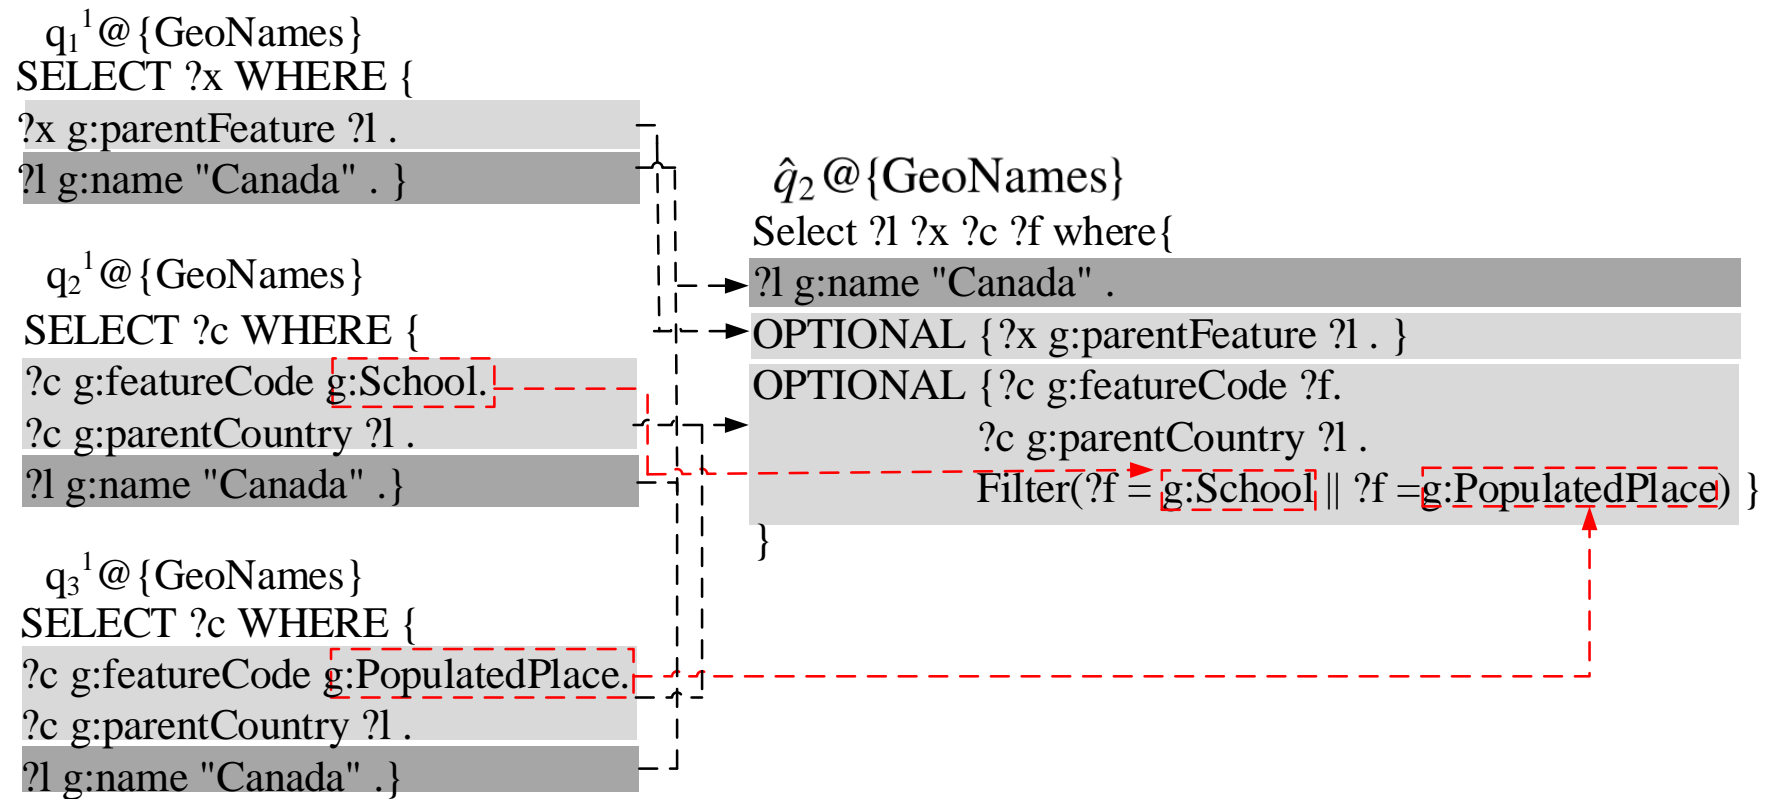 q₁¹@{GeoNames}
SELECT ?x WHERE {
?x g:parentFeature ?l .
?l g:name "Canada" . }
q₂¹@{GeoNames}
SELECT ?c WHERE {
?c g:featureCode g:School.
?c g:parentCountry ?l .
?l g:name "Canada" .}
q₃¹@{GeoNames}
SELECT ?c WHERE {
?c g:featureCode g:PopulatedPlace.
?c g:parentCountry ?l .
?l g:name "Canada" .}
q̂₂@{GeoNames}
Select ?l ?x ?c ?f where{
?l g:name "Canada" .
OPTIONAL {?x g:parentFeature ?l . }
OPTIONAL {?c g:featureCode ?f.
?c g:parentCountry ?l .
Filter(?f = g:School || ?f =g:PopulatedPlace) }
}